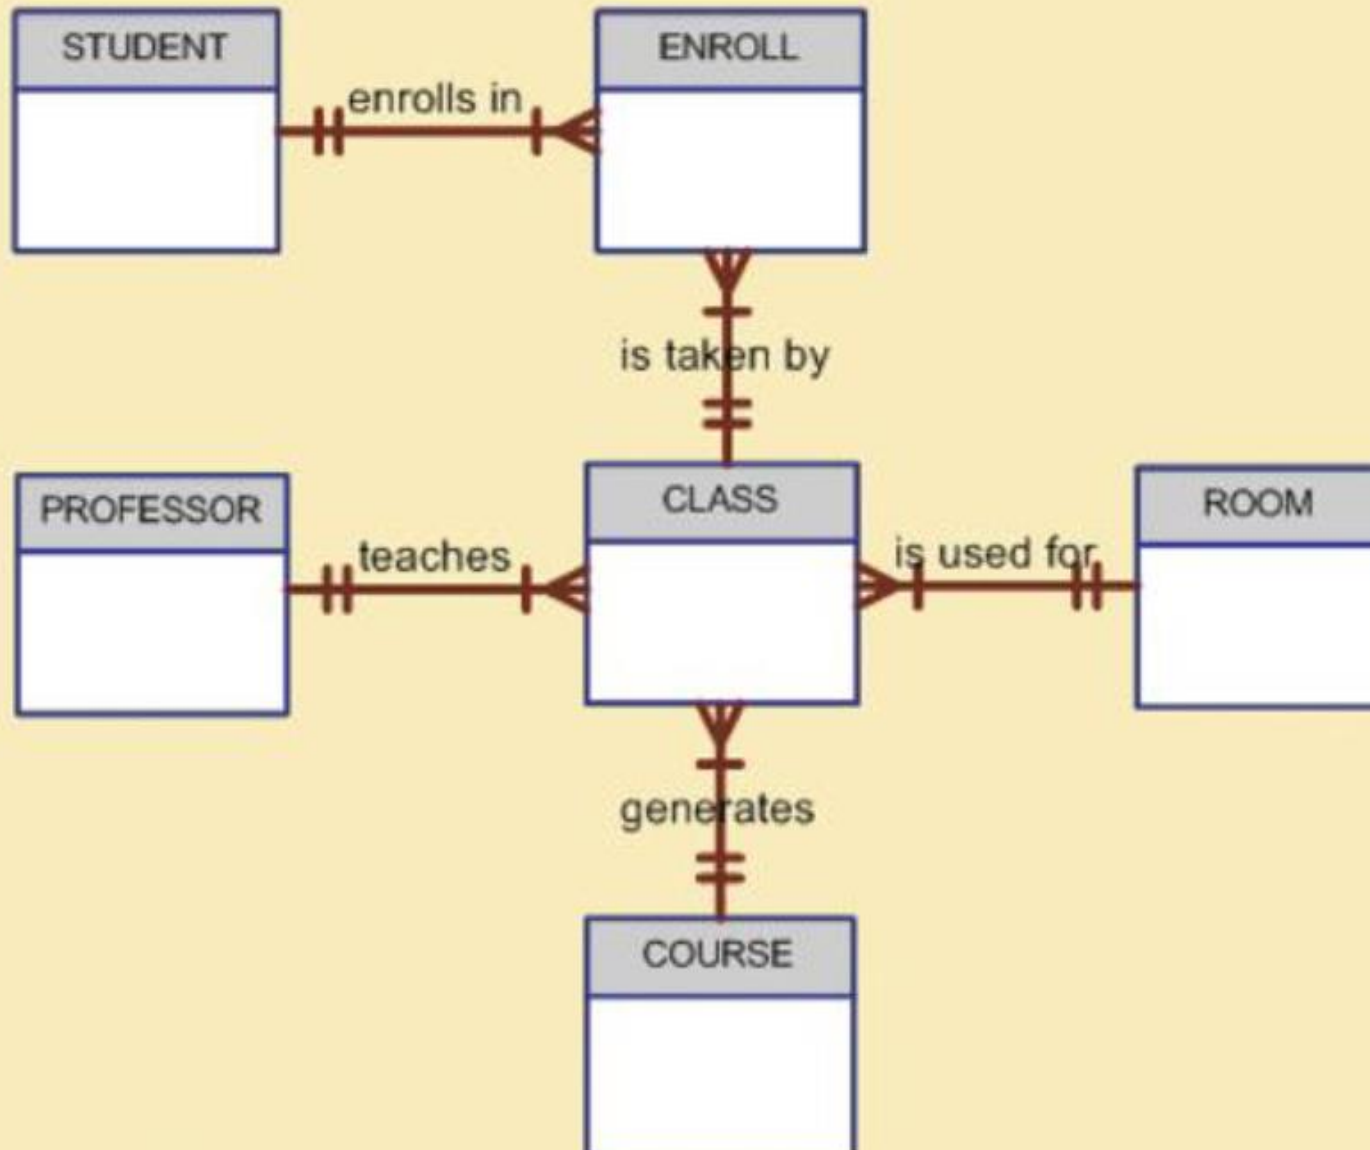 STUDENT
ENROLL
enrolls in
is taken by
PROFESSOR
CLASS
ROOM
teaches
is used for
generates
COURSE